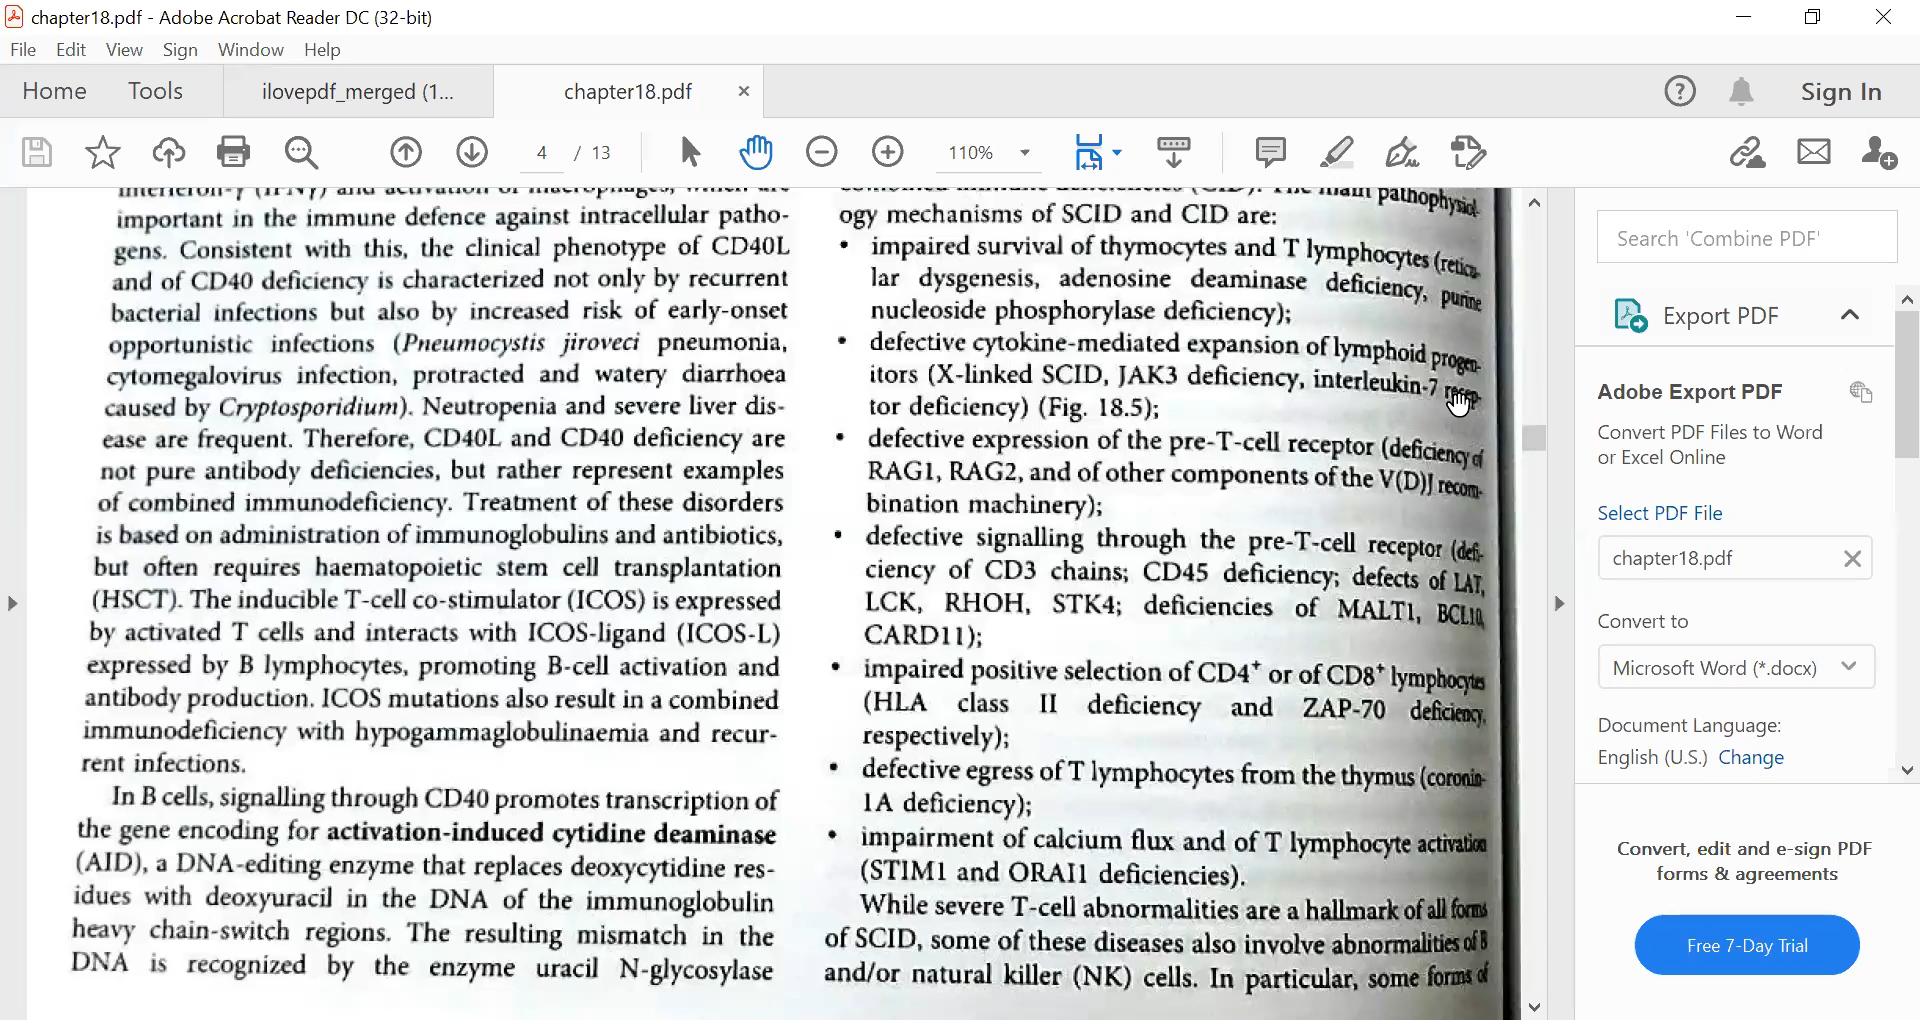 chapter18.pdf - Adobe Acrobat Reader DC (32-bit)
File Edit View Sign Window Help
Home Tools ilovepdf_merged (1... chapter18.pdf Sign In
4 / 13 110%
important in the immune defence against intracellular patho-
gens. Consistent with this, the clinical phenotype of CD40L
and of CD40 deficiency is characterized not only by recurrent
bacterial infections but also by increased risk of early-onset
opportunistic infections (Pneumocystis jiroveci pneumonia,
cytomegalovirus infection, protracted and watery diarrhoea
caused by Cryptosporidium). Neutropenia and severe liver dis-
ease are frequent. Therefore, CD40L and CD40 deficiency are
not pure antibody deficiencies, but rather represent examples
of combined immunodeficiency. Treatment of these disorders
is based on administration of immunoglobulins and antibiotics,
but often requires haematopoietic stem cell transplantation
(HSCT). The inducible T-cell co-stimulator (ICOS) is expressed
by activated T cells and interacts with ICOS-ligand (ICOS-L)
expressed by B lymphocytes, promoting B-cell activation and
antibody production. ICOS mutations also result in a combined
immunodeficiency with hypogammaglobulinaemia and recur-
rent infections.
In B cells, signalling through CD40 promotes transcription of
the gene encoding for activation-induced cytidine deaminase
(AID), a DNA-editing enzyme that replaces deoxycytidine res-
idues with deoxyuracil in the DNA of the immunoglobulin
heavy chain-switch regions. The resulting mismatch in the
DNA is recognized by the enzyme uracil N-glycosylase
main pathophysiol-
ogy mechanisms of SCID and CID are:
• impaired survival of thymocytes and T lymphocytes (reticu-
lar dysgenesis, adenosine deaminase deficiency, purine
nucleoside phosphorylase deficiency);
• defective cytokine-mediated expansion of lymphoid progen-
itors (X-linked SCID, JAK3 deficiency, interleukin-7 recep-
tor deficiency) (Fig. 18.5);
• defective expression of the pre-T-cell receptor (deficiency of
RAG1, RAG2, and of other components of the V(D)J recom-
bination machinery);
• defective signalling through the pre-T-cell receptor (defi-
ciency of CD3 chains; CD45 deficiency; defects of LAT,
LCK, RHOH, STK4; deficiencies of MALT1, BCL10,
CARD11);
• impaired positive selection of CD4⁺ or of CD8⁺ lymphocytes
(HLA class II deficiency and ZAP-70 deficiency,
respectively);
• defective egress of T lymphocytes from the thymus (coronin-
1A deficiency);
• impairment of calcium flux and of T lymphocyte activation
(STIM1 and ORAI1 deficiencies).
While severe T-cell abnormalities are a hallmark of all forms
of SCID, some of these diseases also involve abnormalities of B
and/or natural killer (NK) cells. In particular, some forms of
Search 'Combine PDF'
Export PDF
Adobe Export PDF
Convert PDF Files to Word
or Excel Online
Select PDF File
chapter18.pdf
Convert to
Microsoft Word (*.docx)
Document Language:
English (U.S.) Change
Convert, edit and e-sign PDF
forms & agreements
Free 7-Day Trial